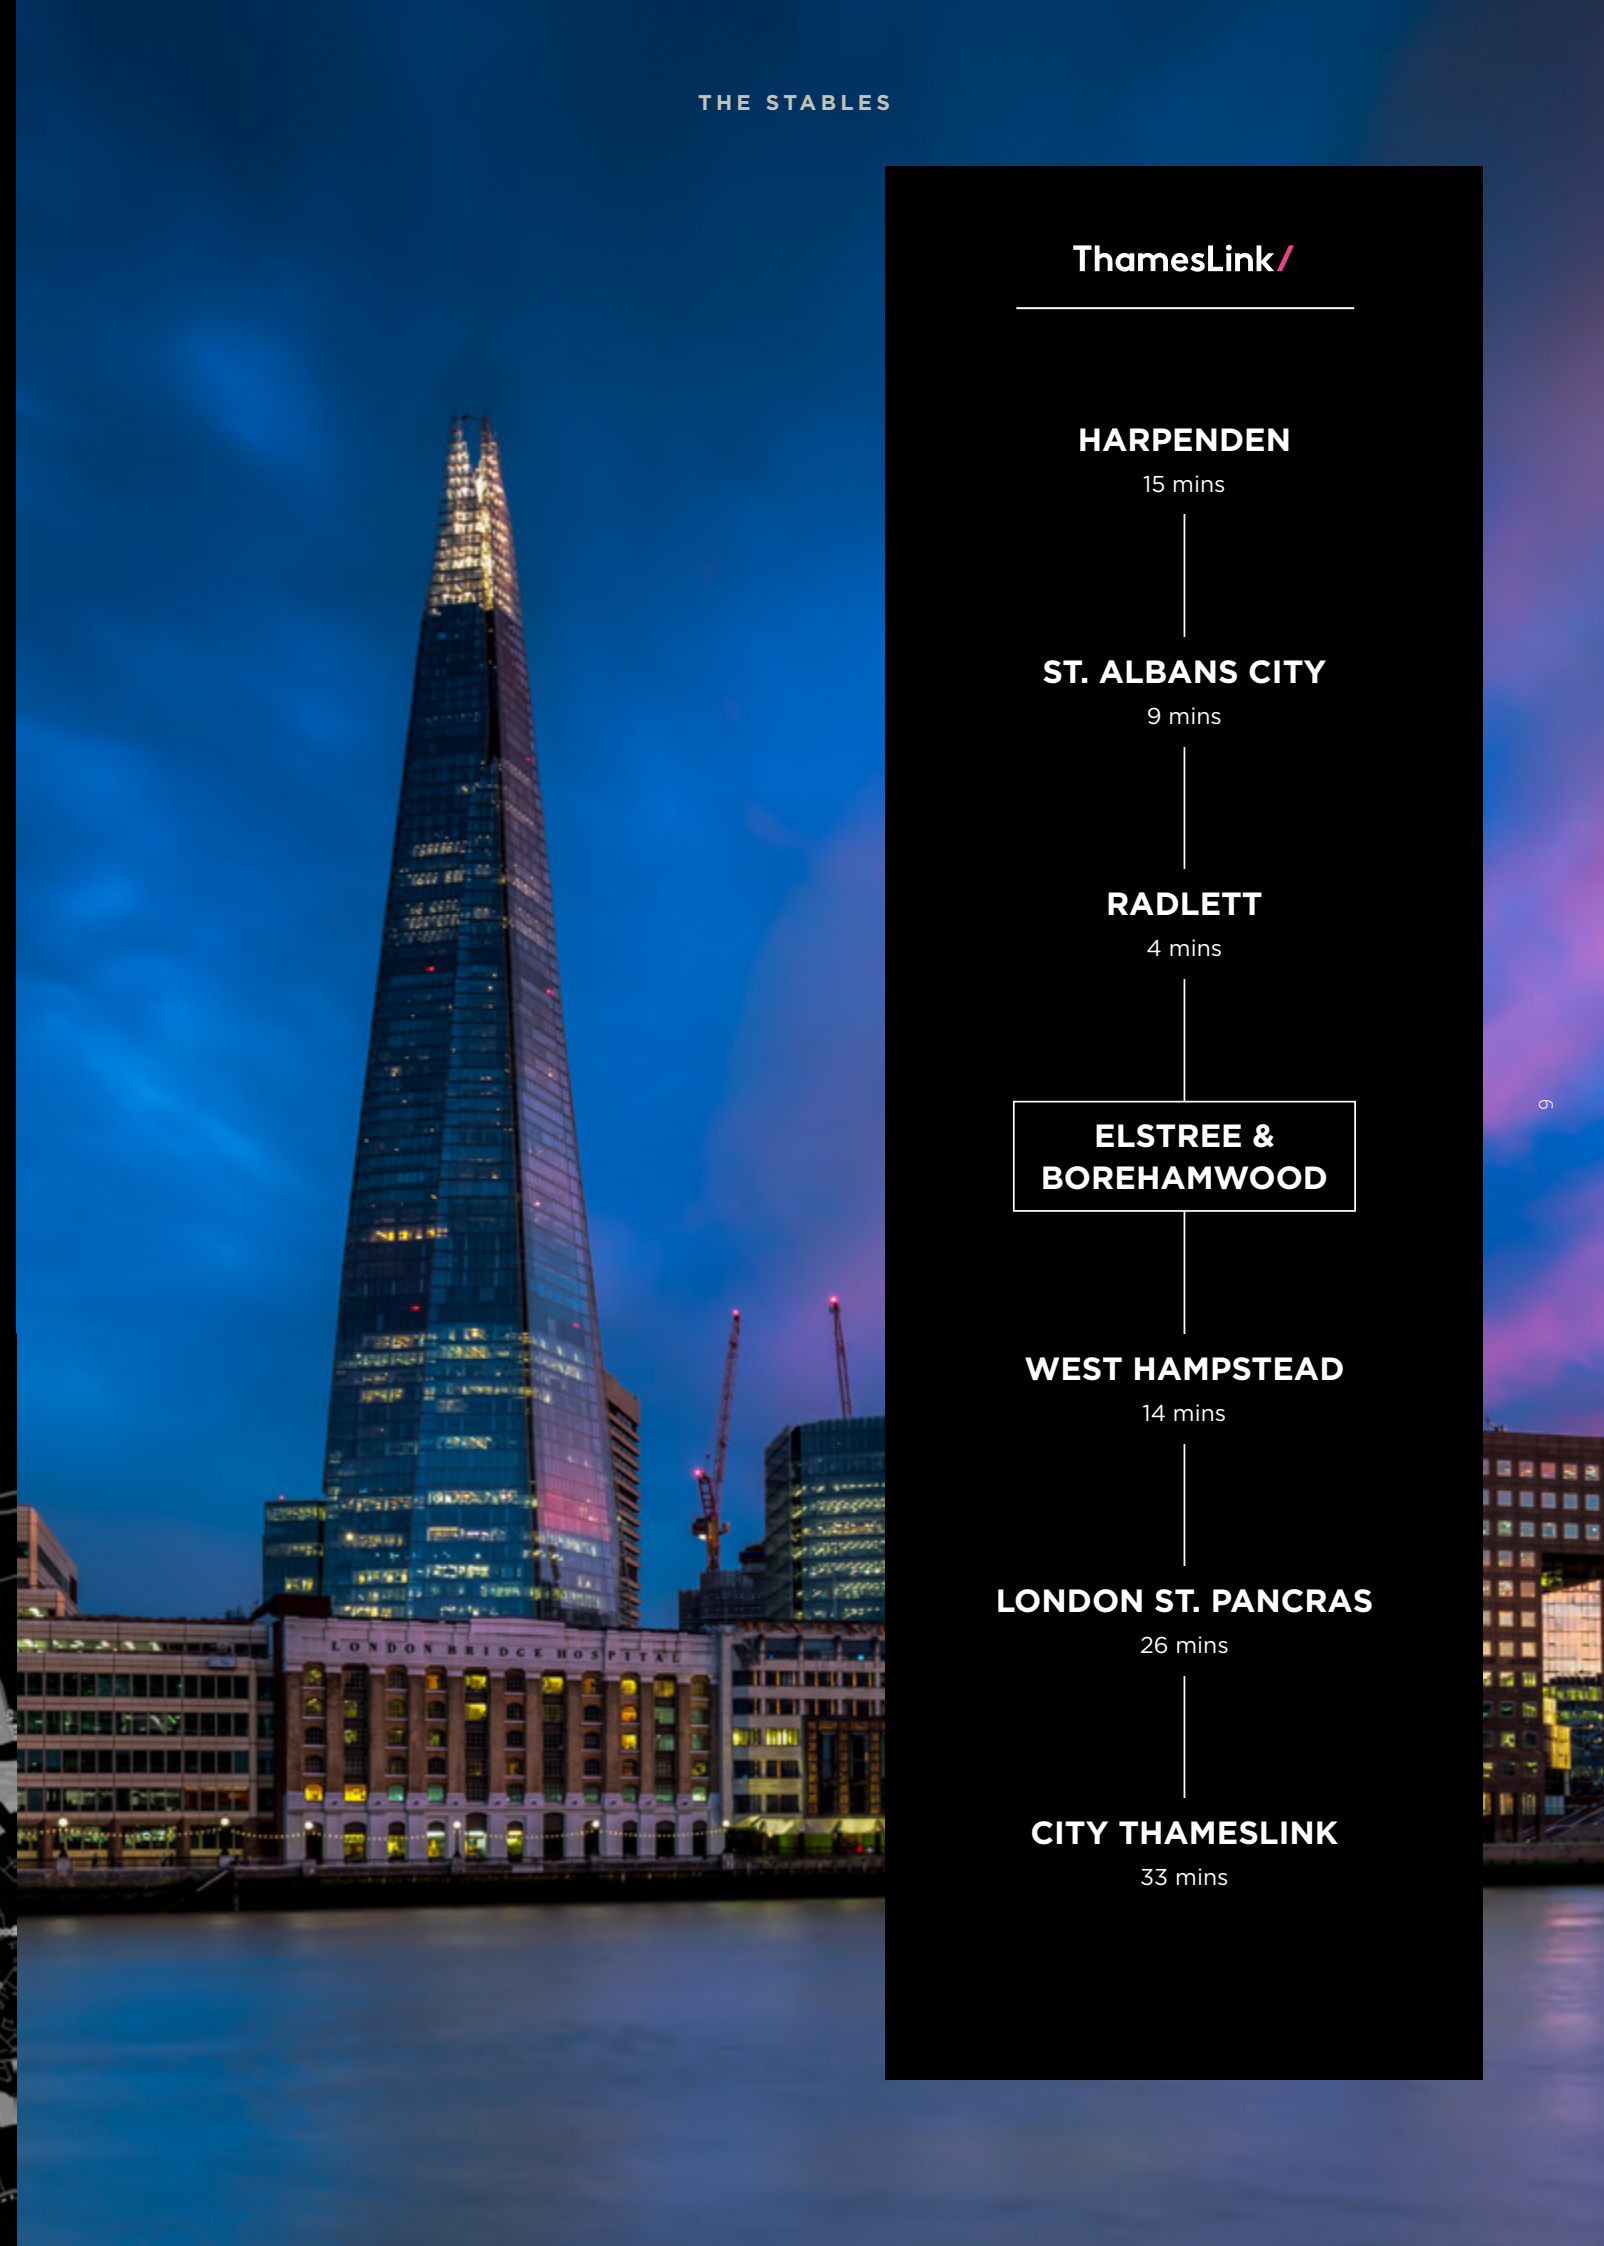 THE STABLES
ThamesLink/
HARPENDEN
15 mins
ST. ALBANS CITY
9 mins
RADLETT
4 mins
ELSTREE &
BOREHAMWOOD
WEST HAMPSTEAD
14 mins
LONDON ST. PANCRAS
26 mins
CITY THAMESLINK
33 mins
LONDON BRIDGE HOSPITAL
9